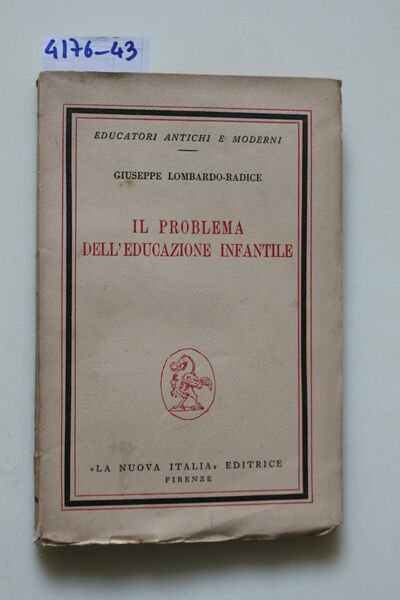 4176-43
EDUCATORI ANTICHI E MODERNI
GIUSEPPE LOMBARDO-RADICE
IL PROBLEMA
DELL'EDUCAZIONE INFANTILE
«LA NUOVA ITALIA» EDITRICE
FIRENZE